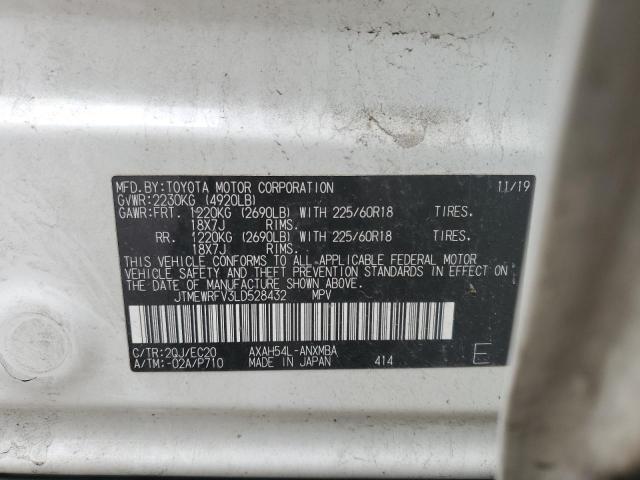 MFD.BY:TOYOTA MOTOR CORPORATION 11/19
GVWR:2230KG (4920LB)
GAWR:FRT. 1220KG (2690LB) WITH 225/60R18 TIRES.
18X7J RIMS.
RR. 1220KG (2690LB) WITH 225/60R18 TIRES.
18X7J RIMS.
THIS VEHICLE CONFORMS TO ALL APPLICABLE FEDERAL MOTOR
VEHICLE SAFETY AND THEFT PREVENTION STANDARDS IN EFFECT ON
THE DATE OF MANUFACTURE SHOWN ABOVE.
JTMEWRFV3LD528432 MPV
C/TR:2QJ/EC20 AXAH54L-ANXMBA
A/TM:-02A/P710 MADE IN JAPAN 414 E